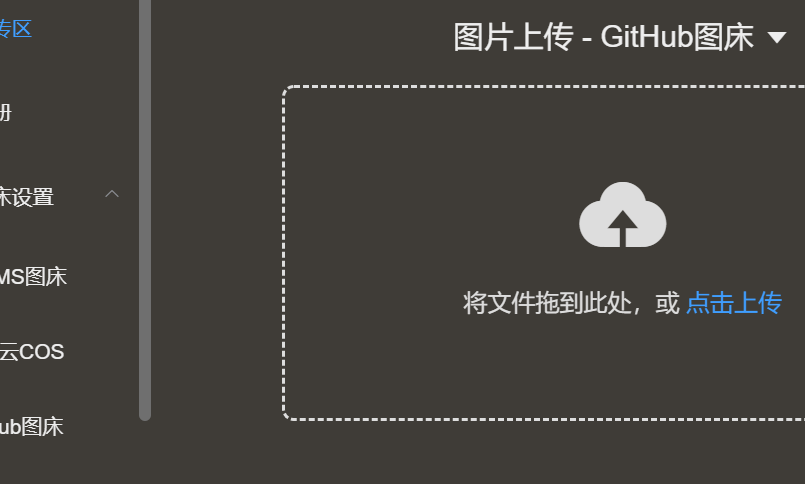 传区
图片上传 - GitHub图床
册
床设置
MS图床
将文件拖到此处，或 点击上传
云COS
ub图床